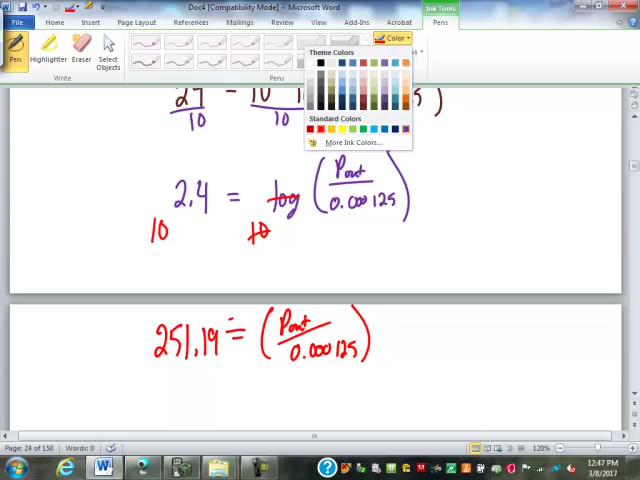 Doc4 [Compatibility Mode] - Microsoft Word
Ink Tools
File Home Insert Page Layout References Mailings Review View Add-Ins Acrobat Pens
Pen Highlighter Eraser Select Objects
Color
Write Pens
Theme Colors
Standard Colors
More Ink Colors...
10 10
2.4 = log (Pout / 0.000125)
10 10
251.19 ≐ (Pout / 0.000125)
Page: 24 of 150 Words: 0 120%
12:47 PM
3/8/2017